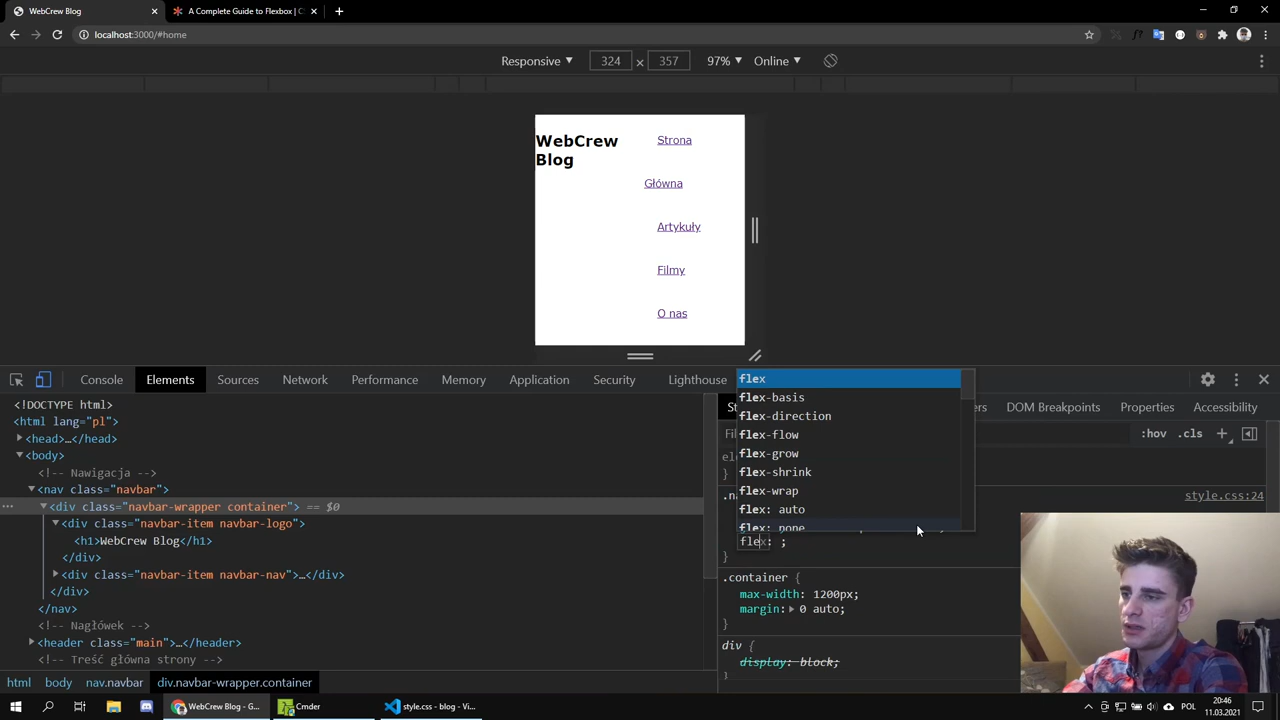 WebCrew Blog
A Complete Guide to Flexbox | C
localhost:3000/#home
Responsive 324 × 357 97% Online
WebCrew
Blog
Strona
Główna
Artykuły
Filmy
O nas
Console Elements Sources Network Performance Memory Application Security Lighthouse
<!DOCTYPE html>
<html lang="pl">
<head>…</head>
<body>
<!-- Nawigacja -->
<nav class="navbar">
<div class="navbar-wrapper container"> == $0
<div class="navbar-item navbar-logo">
<h1>WebCrew Blog</h1>
</div>
<div class="navbar-item navbar-nav">…</div>
</div>
</nav>
<!-- Nagłówek -->
<header class="main">…</header>
<!-- Treść główna strony -->
html body nav.navbar div.navbar-wrapper.container
DOM Breakpoints Properties Accessibility
:hov .cls
flex
flex-basis
flex-direction
flex-flow
flex-grow
flex-shrink
flex-wrap
flex: auto
flex: none
style.css:24
flex: ;
}
.container {
max-width: 1200px;
margin: 0 auto;
}
div {
display: block;
WebCrew Blog - G...
Cmder
style.css - blog - Vi...
POL
20:46
11.03.2021